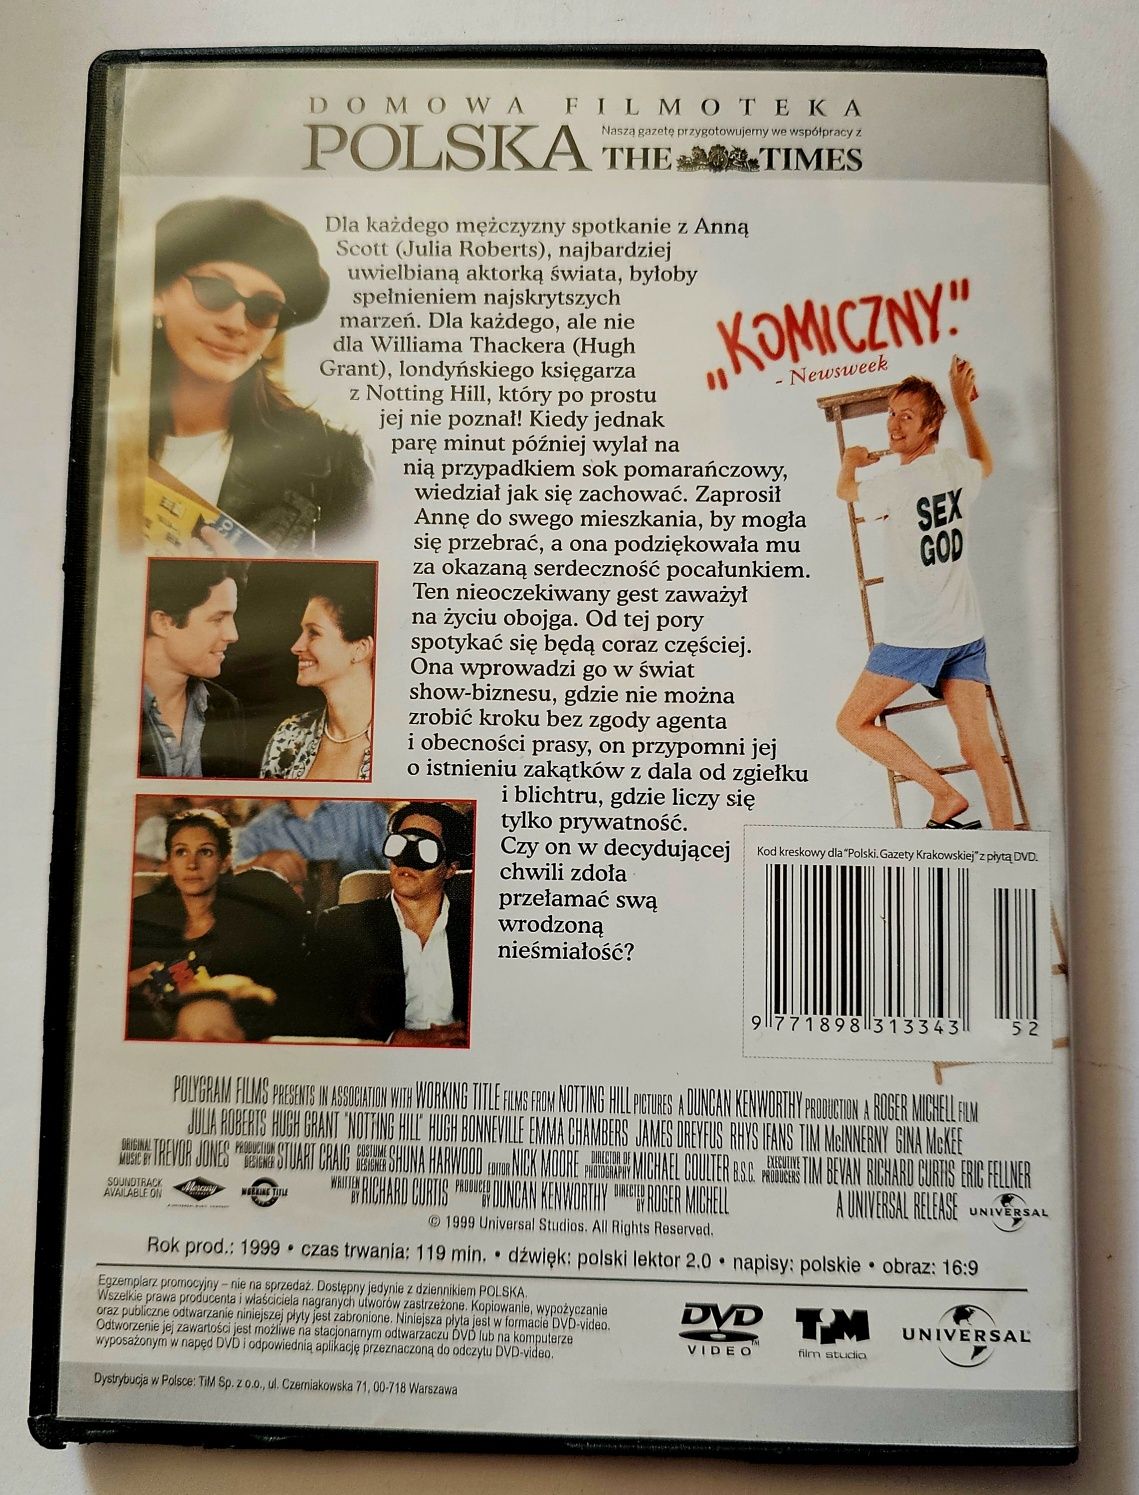 DOMOWA FILMOTEKA
POLSKA
Naszą gazetę przygotowujemy we współpracy z
THE TIMES
Dla każdego mężczyzny spotkanie z Anną
Scott (Julia Roberts), najbardziej
uwielbianą aktorką świata, byłoby
spełnieniem najskrytszych
marzeń. Dla każdego, ale nie
dla Williama Thackera (Hugh
Grant), londyńskiego księgarza
z Notting Hill, który po prostu
jej nie poznał! Kiedy jednak
parę minut później wylał na
nią przypadkiem sok pomarańczowy,
wiedział jak się zachować. Zaprosił
Annę do swego mieszkania, by mogła
się przebrać, a ona podziękowała mu
za okazaną serdeczność pocałunkiem.
Ten nieoczekiwany gest zaważył
na życiu obojga. Od tej pory
spotykać się będą coraz częściej.
Ona wprowadzi go w świat
show-biznesu, gdzie nie można
zrobić kroku bez zgody agenta
i obecności prasy, on przypomni jej
o istnieniu zakątków z dala od zgiełku
i blichtru, gdzie liczy się
tylko prywatność.
Czy on w decydującej
chwili zdoła
przełamać swą
wrodzoną
nieśmiałość?
„KOMICZNY."
- Newsweek
SEX
GOD
Kod kreskowy dla "Polski. Gazety Krakowskiej" z płytą DVD.
9 771898 313343 52
POLYGRAM FILMS PRESENTS IN ASSOCIATION WITH WORKING TITLE FILMS FROM NOTTING HILL PICTURES A DUNCAN KENWORTHY PRODUCTION A ROGER MICHELL FILM
JULIA ROBERTS HUGH GRANT "NOTTING HILL" HUGH BONNEVILLE EMMA CHAMBERS JAMES DREYFUS RHYS IFANS TIM McINNERNY GINA McKEE
ORIGINAL MUSIC BY TREVOR JONES PRODUCTION DESIGNER STUART CRAIG COSTUME DESIGNER SHUNA HARWOOD EDITOR NICK MOORE DIRECTOR OF PHOTOGRAPHY MICHAEL COULTER B.S.C. EXECUTIVE PRODUCERS TIM BEVAN RICHARD CURTIS ERIC FELLNER
SOUNDTRACK AVAILABLE ON Mercury WORKING TITLE WRITTEN BY RICHARD CURTIS PRODUCED BY DUNCAN KENWORTHY DIRECTED BY ROGER MICHELL A UNIVERSAL RELEASE UNIVERSAL
© 1999 Universal Studios. All Rights Reserved.
Rok prod.: 1999 • czas trwania: 119 min. • dźwięk: polski lektor 2.0 • napisy: polskie • obraz: 16:9
Egzemplarz promocyjny – nie na sprzedaż. Dostępny jedynie z dziennikiem POLSKA.
Wszelkie prawa producenta i właściciela nagranych utworów zastrzeżone. Kopiowanie, wypożyczanie
oraz publiczne odtwarzanie niniejszej płyty jest zabronione. Niniejsza płyta jest w formacie DVD-video.
Odtworzenie jej zawartości jest możliwe na stacjonarnym odtwarzaczu DVD lub na komputerze
wyposażonym w napęd DVD i odpowiednią aplikację przeznaczoną do odczytu DVD-video.
DVD
VIDEO
TM
TiM
film studio
UNIVERSAL
Dystrybucja w Polsce: TiM Sp. z o.o., ul. Czerniakowska 71, 00-718 Warszawa